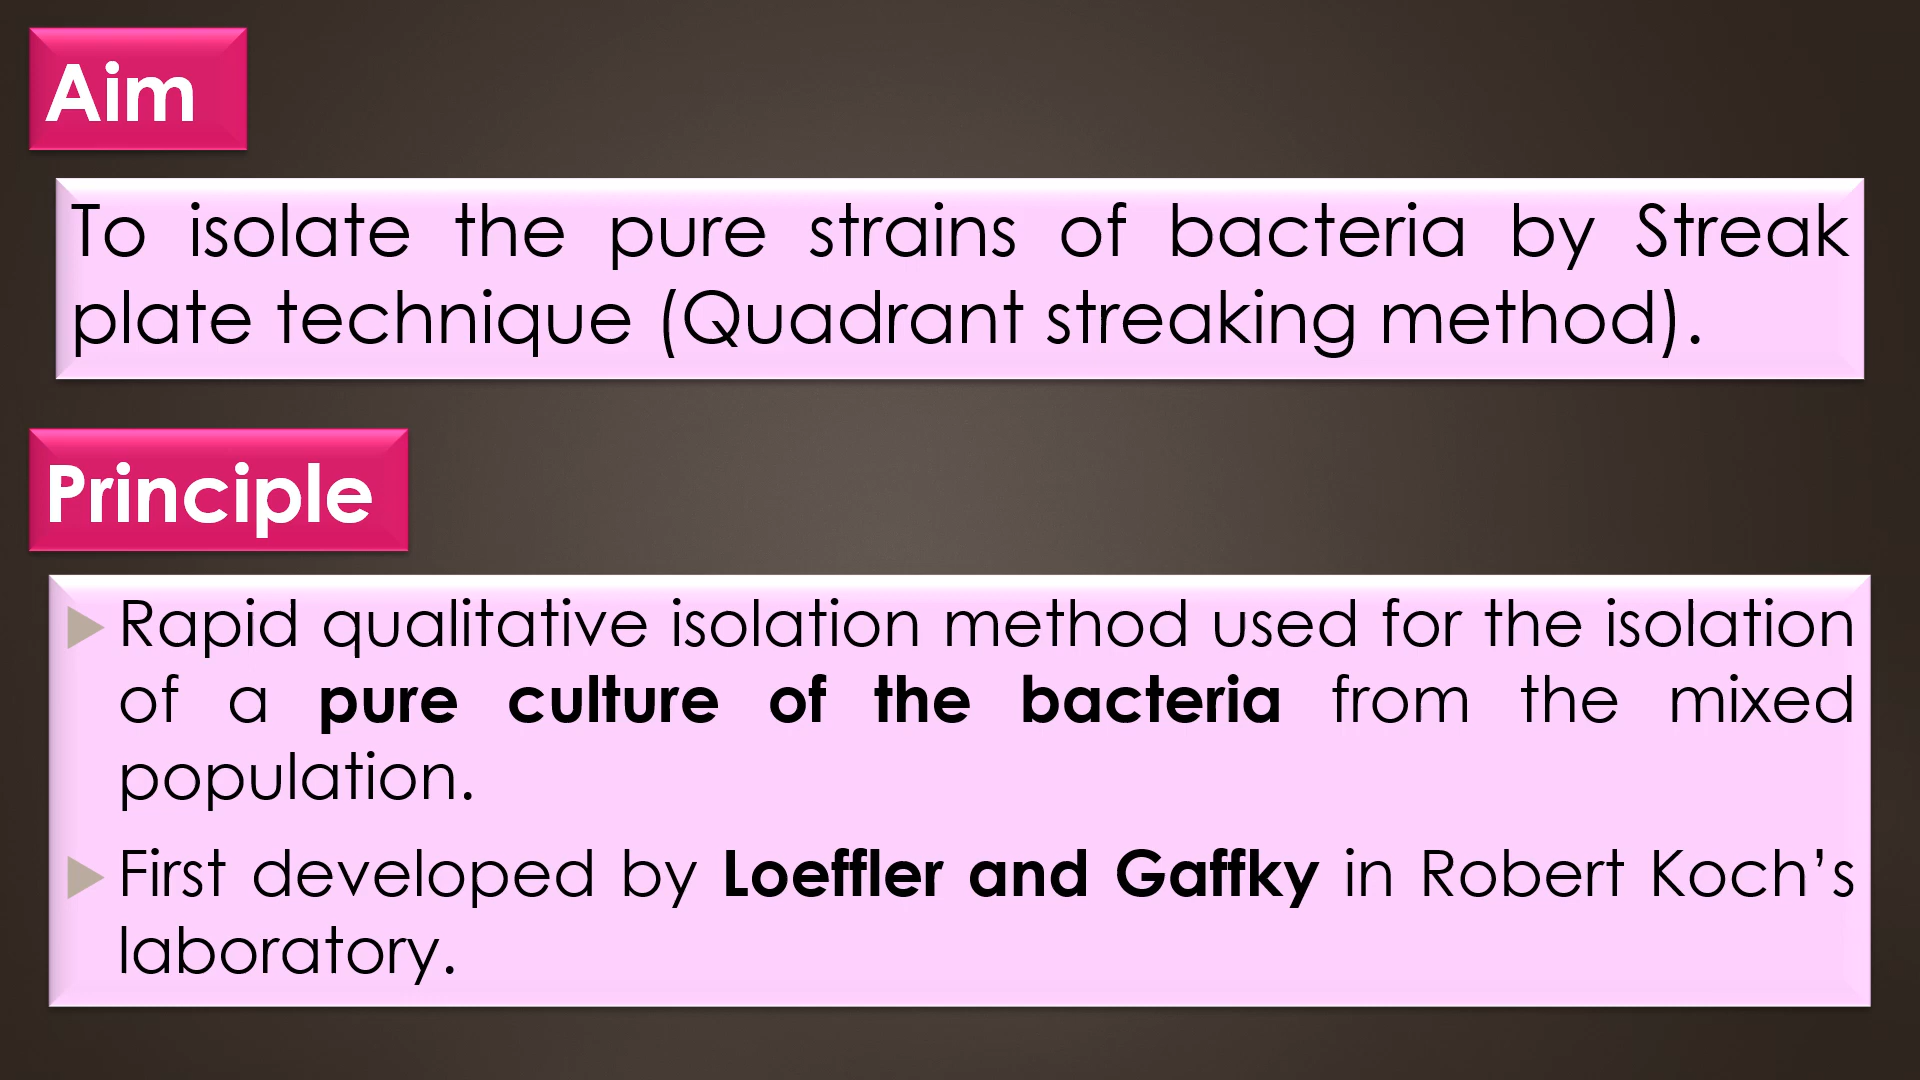 Aim
To isolate the pure strains of bacteria by Streak
plate technique (Quadrant streaking method).
Principle
Rapid qualitative isolation method used for the isolation
of a pure culture of the bacteria from the mixed
population.
First developed by Loeffler and Gaffky in Robert Koch’s
laboratory.